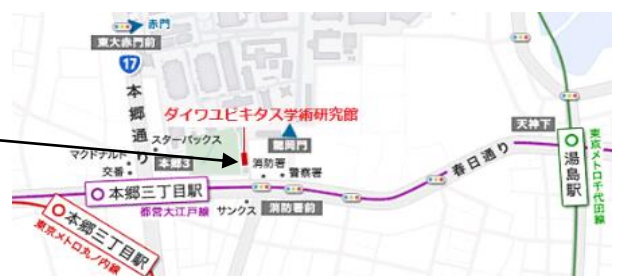 赤門
東大赤門前
17
本郷通り
ダイワユビキタス学術研究館
スターバックス
龍岡門
天神下
マクドナルド
本郷3
交番
消防署
警察署
春日通り
本郷三丁目駅
都営大江戸線
サンクス
消防署前
湯島駅
東京メトロ千代田線
本郷三丁目駅
東京メトロ丸ノ内線